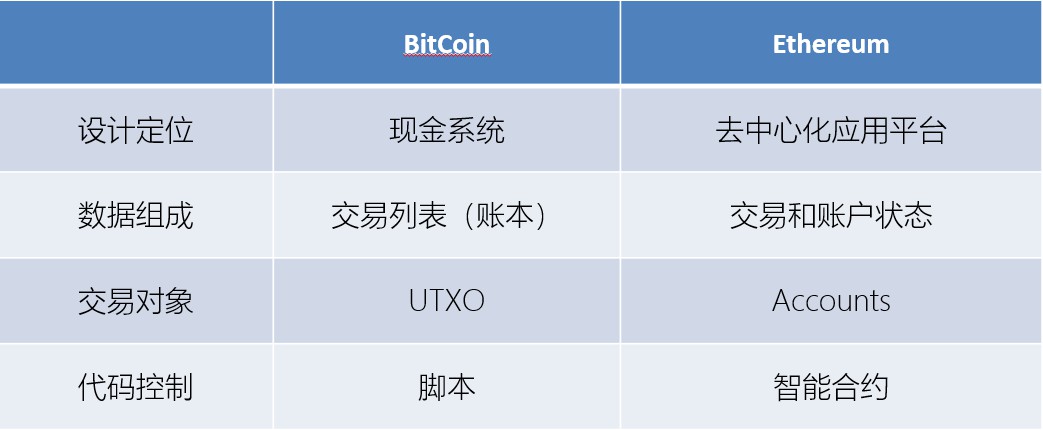 BitCoin Ethereum
设计定位 现金系统 去中心化应用平台
数据组成 交易列表（账本） 交易和账户状态
交易对象 UTXO Accounts
代码控制 脚本 智能合约